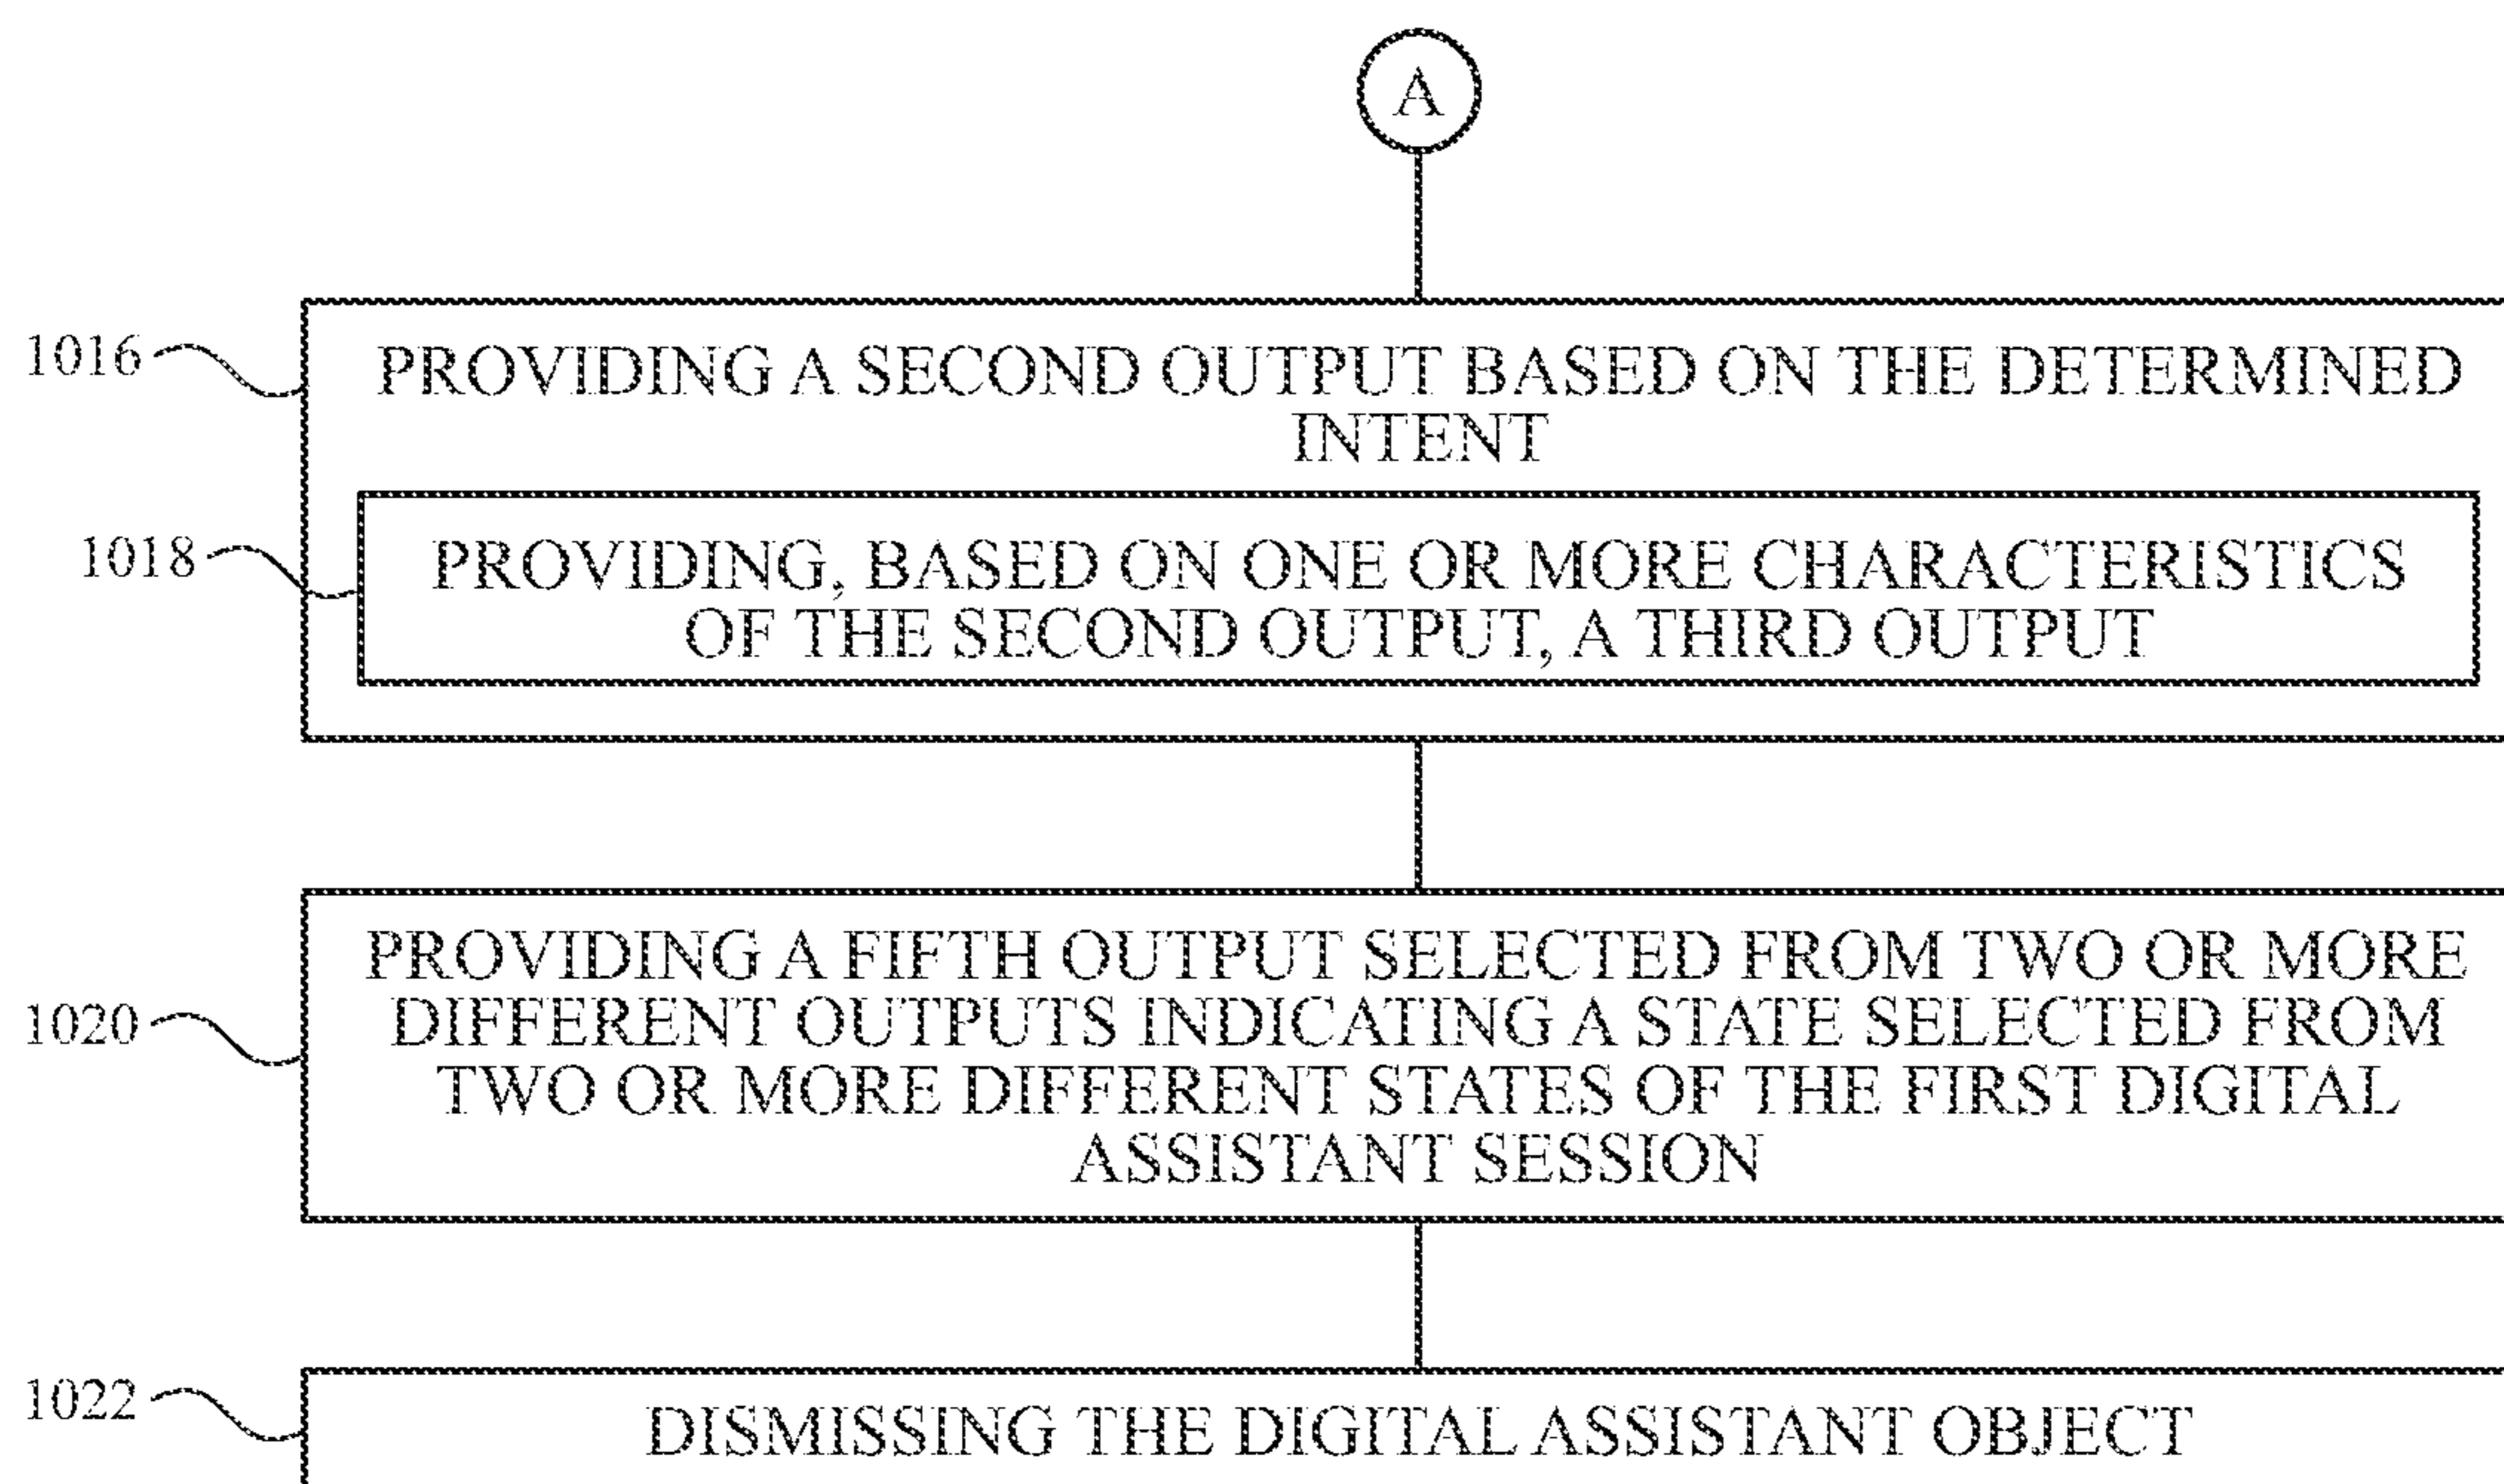 A
1016
PROVIDING A SECOND OUTPUT BASED ON THE DETERMINED
INTENT
1018
PROVIDING, BASED ON ONE OR MORE CHARACTERISTICS
OF THE SECOND OUTPUT, A THIRD OUTPUT
1020
PROVIDING A FIFTH OUTPUT SELECTED FROM TWO OR MORE
DIFFERENT OUTPUTS INDICATING A STATE SELECTED FROM
TWO OR MORE DIFFERENT STATES OF THE FIRST DIGITAL
ASSISTANT SESSION
1022
DISMISSING THE DIGITAL ASSISTANT OBJECT